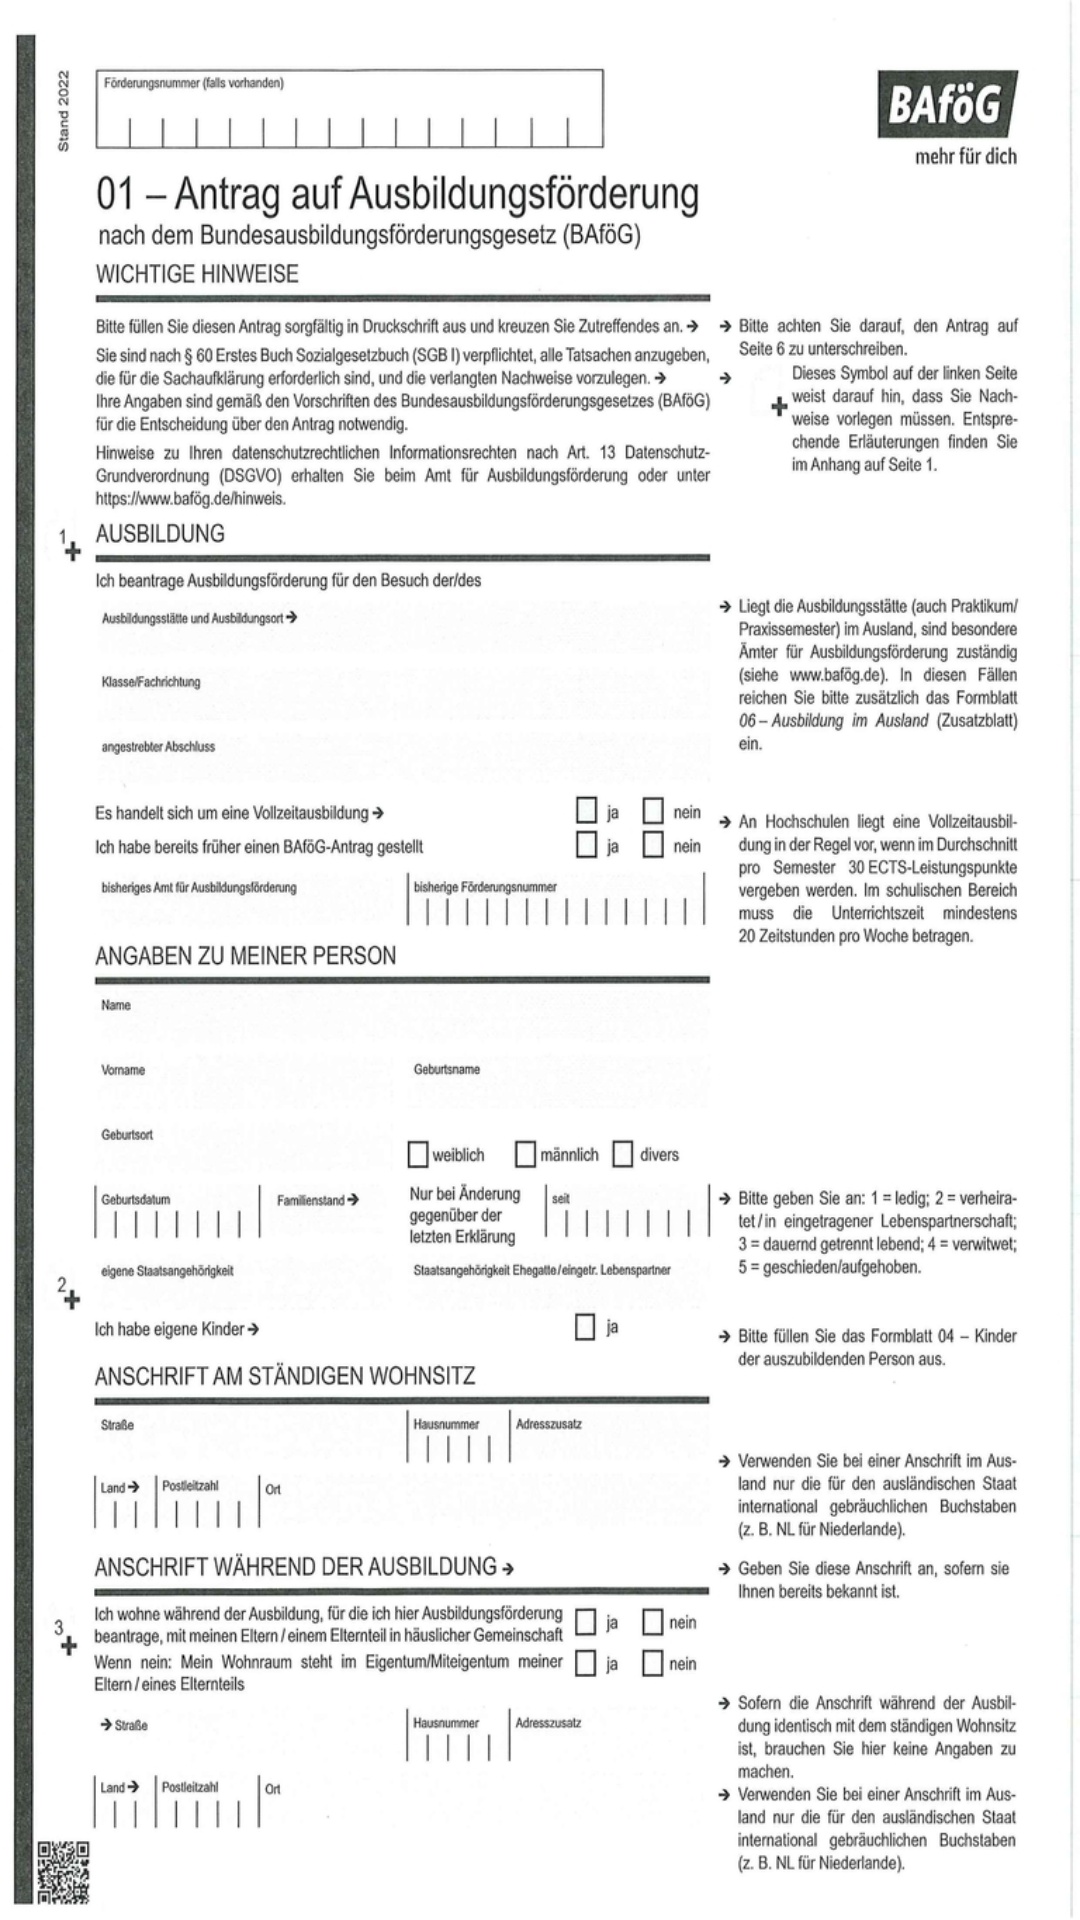 Stand 2022
Förderungsnummer (falls vorhanden)
BAföG
mehr für dich
01 – Antrag auf Ausbildungsförderung
nach dem Bundesausbildungsförderungsgesetz (BAföG)
WICHTIGE HINWEISE
Bitte füllen Sie diesen Antrag sorgfältig in Druckschrift aus und kreuzen Sie Zutreffendes an. →
Sie sind nach § 60 Erstes Buch Sozialgesetzbuch (SGB I) verpflichtet, alle Tatsachen anzugeben,
die für die Sachaufklärung erforderlich sind, und die verlangten Nachweise vorzulegen. →
Ihre Angaben sind gemäß den Vorschriften des Bundesausbildungsförderungsgesetzes (BAföG)
für die Entscheidung über den Antrag notwendig.
Hinweise zu Ihren datenschutzrechtlichen Informationsrechten nach Art. 13 Datenschutz-
Grundverordnung (DSGVO) erhalten Sie beim Amt für Ausbildungsförderung oder unter
https://www.bafög.de/hinweis.
→ Bitte achten Sie darauf, den Antrag auf
Seite 6 zu unterschreiben.
→ Dieses Symbol auf der linken Seite
+ weist darauf hin, dass Sie Nach-
weise vorlegen müssen. Entspre-
chende Erläuterungen finden Sie
im Anhang auf Seite 1.
1 +
AUSBILDUNG
Ich beantrage Ausbildungsförderung für den Besuch der/des
Ausbildungsstätte und Ausbildungsort →
Klasse/Fachrichtung
angestrebter Abschluss
→ Liegt die Ausbildungsstätte (auch Praktikum/
Praxissemester) im Ausland, sind besondere
Ämter für Ausbildungsförderung zuständig
(siehe www.bafög.de). In diesen Fällen
reichen Sie bitte zusätzlich das Formblatt
06 – Ausbildung im Ausland (Zusatzblatt)
ein.
Es handelt sich um eine Vollzeitausbildung → ja nein
Ich habe bereits früher einen BAföG-Antrag gestellt ja nein
bisheriges Amt für Ausbildungsförderung bisherige Förderungsnummer
→ An Hochschulen liegt eine Vollzeitausbil-
dung in der Regel vor, wenn im Durchschnitt
pro Semester 30 ECTS-Leistungspunkte
vergeben werden. Im schulischen Bereich
muss die Unterrichtszeit mindestens
20 Zeitstunden pro Woche betragen.
ANGABEN ZU MEINER PERSON
Name
Vorname Geburtsname
Geburtsort
weiblich männlich divers
Geburtsdatum Familienstand →
Nur bei Änderung
gegenüber der
letzten Erklärung
seit
→ Bitte geben Sie an: 1 = ledig; 2 = verheira-
tet / in eingetragener Lebenspartnerschaft;
3 = dauernd getrennt lebend; 4 = verwitwet;
5 = geschieden/aufgehoben.
eigene Staatsangehörigkeit Staatsangehörigkeit Ehegatte / eingetr. Lebenspartner
2 +
Ich habe eigene Kinder → ja
→ Bitte füllen Sie das Formblatt 04 – Kinder
der auszubildenden Person aus.
ANSCHRIFT AM STÄNDIGEN WOHNSITZ
Straße Hausnummer Adresszusatz
Land → Postleitzahl Ort
→ Verwenden Sie bei einer Anschrift im Aus-
land nur die für den ausländischen Staat
international gebräuchlichen Buchstaben
(z. B. NL für Niederlande).
ANSCHRIFT WÄHREND DER AUSBILDUNG →
→ Geben Sie diese Anschrift an, sofern sie
Ihnen bereits bekannt ist.
3 +
Ich wohne während der Ausbildung, für die ich hier Ausbildungsförderung
beantrage, mit meinen Eltern / einem Elternteil in häuslicher Gemeinschaft ja nein
Wenn nein: Mein Wohnraum steht im Eigentum/Miteigentum meiner ja nein
Eltern / eines Elternteils
→ Straße Hausnummer Adresszusatz
Land → Postleitzahl Ort
→ Sofern die Anschrift während der Ausbil-
dung identisch mit dem ständigen Wohnsitz
ist, brauchen Sie hier keine Angaben zu
machen.
→ Verwenden Sie bei einer Anschrift im Aus-
land nur die für den ausländischen Staat
international gebräuchlichen Buchstaben
(z. B. NL für Niederlande).